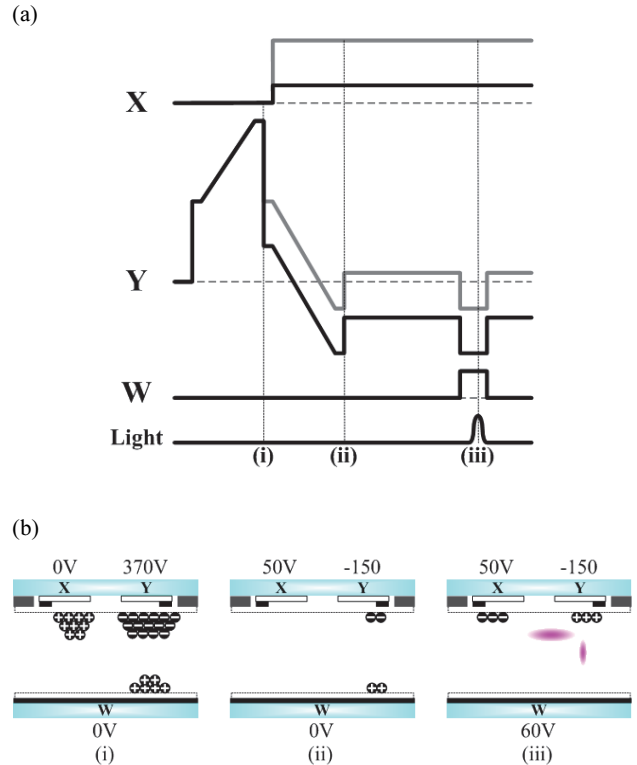 (a)
X
Y
W
Light
(i) (ii) (iii)
(b)
0V 370V 50V -150 50V -150
X Y X Y X Y
W W W
0V 0V 60V
(i) (ii) (iii)